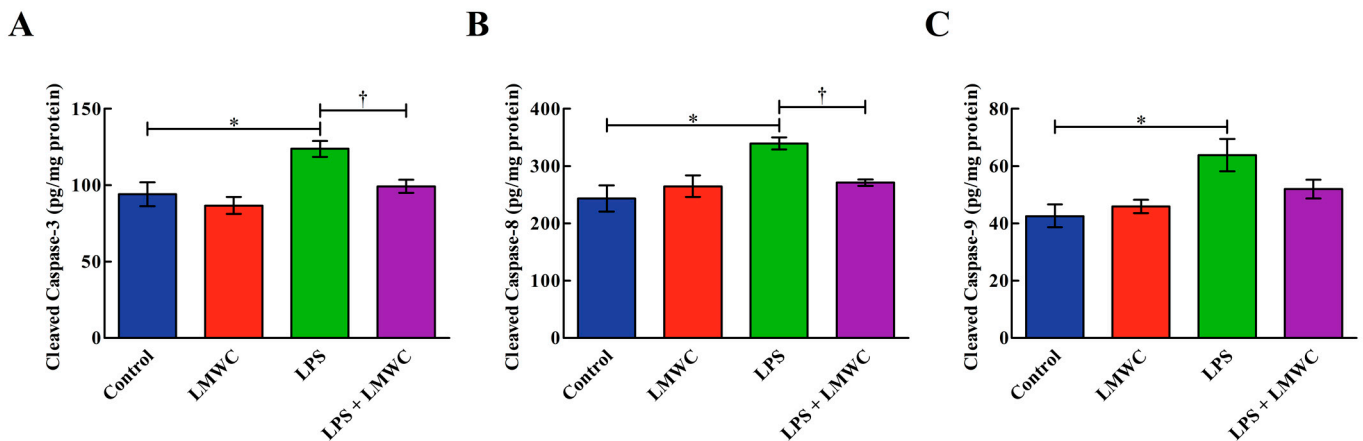 A
B
C
Cleaved Caspase-3 (pg/mg protein)
150
100
50
0
*
†
Control
LMWC
LPS
LPS + LMWC
Cleaved Caspase-8 (pg/mg protein)
400
300
200
100
0
*
†
Control
LMWC
LPS
LPS + LMWC
Cleaved Caspase-9 (pg/mg protein)
80
60
40
20
0
*
Control
LMWC
LPS
LPS + LMWC